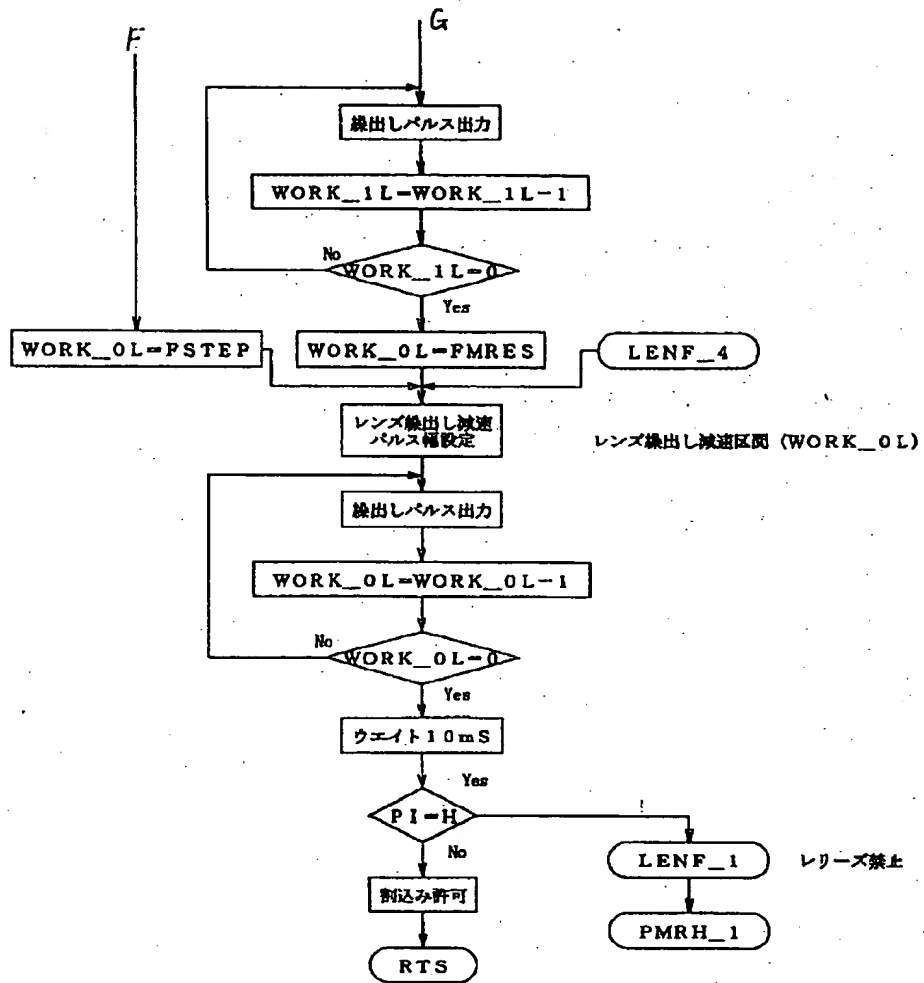 F
G
繰出しパルス出力
WORK_1L=WORK_1L-1
No
WORK_1L=0
Yes
WORK_0L=FSTEP
WORK_0L=FMRES
LENF_4
レンズ繰出し減速
パルス幅設定
レンズ繰出し減速区間 (WORK_0L)
繰出しパルス出力
WORK_0L=WORK_0L-1
No
WORK_0L=0
Yes
ウエイト10mS
Yes
PI=H
No
LENF_1
レリーズ禁止
割込み許可
PMRH_1
RTS